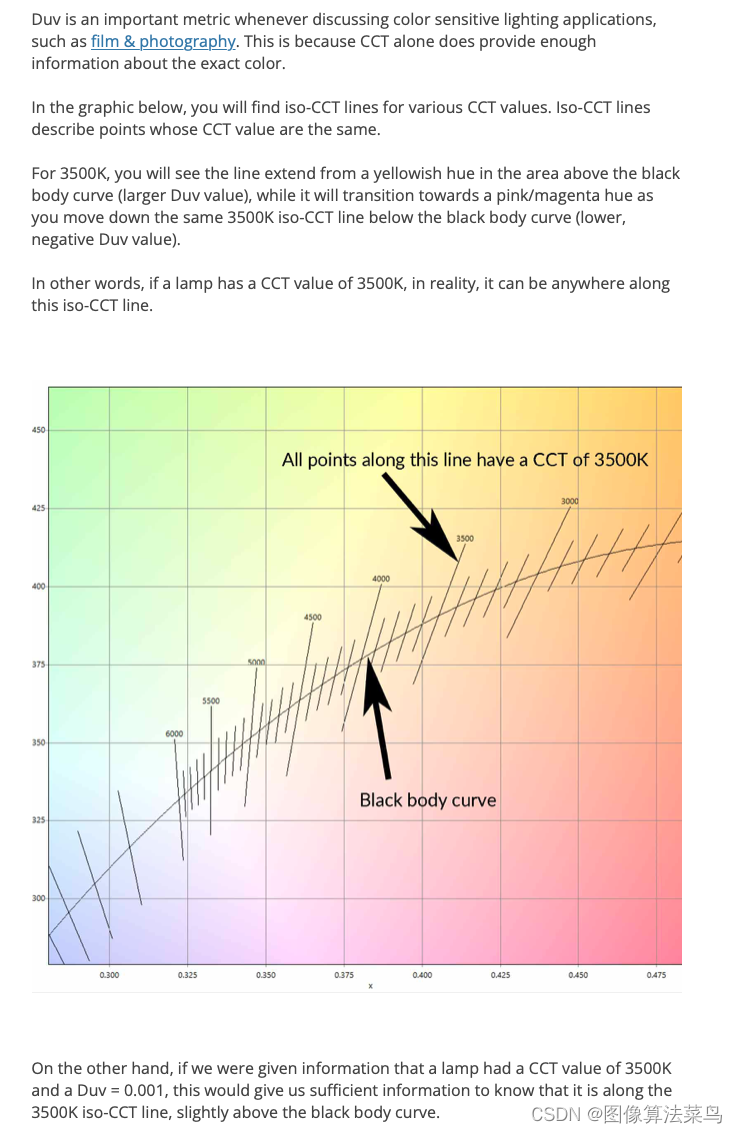 Duv is an important metric whenever discussing color sensitive lighting applications,
such as film & photography. This is because CCT alone does provide enough
information about the exact color.
In the graphic below, you will find iso-CCT lines for various CCT values. Iso-CCT lines
describe points whose CCT value are the same.
For 3500K, you will see the line extend from a yellowish hue in the area above the black
body curve (larger Duv value), while it will transition towards a pink/magenta hue as
you move down the same 3500K iso-CCT line below the black body curve (lower,
negative Duv value).
In other words, if a lamp has a CCT value of 3500K, in reality, it can be anywhere along
this iso-CCT line.
450
All points along this line have a CCT of 3500K
425
3000
3500
400
4000
4500
375
5000
5500
350
6000
Black body curve
325
300
0.300
0.325
0.350
0.375
0.400
0.425
0.450
0.475
x
On the other hand, if we were given information that a lamp had a CCT value of 3500K
and a Duv = 0.001, this would give us sufficient information to know that it is along the
3500K iso-CCT line, slightly above the black body curve.
CSDN @图像算法菜鸟